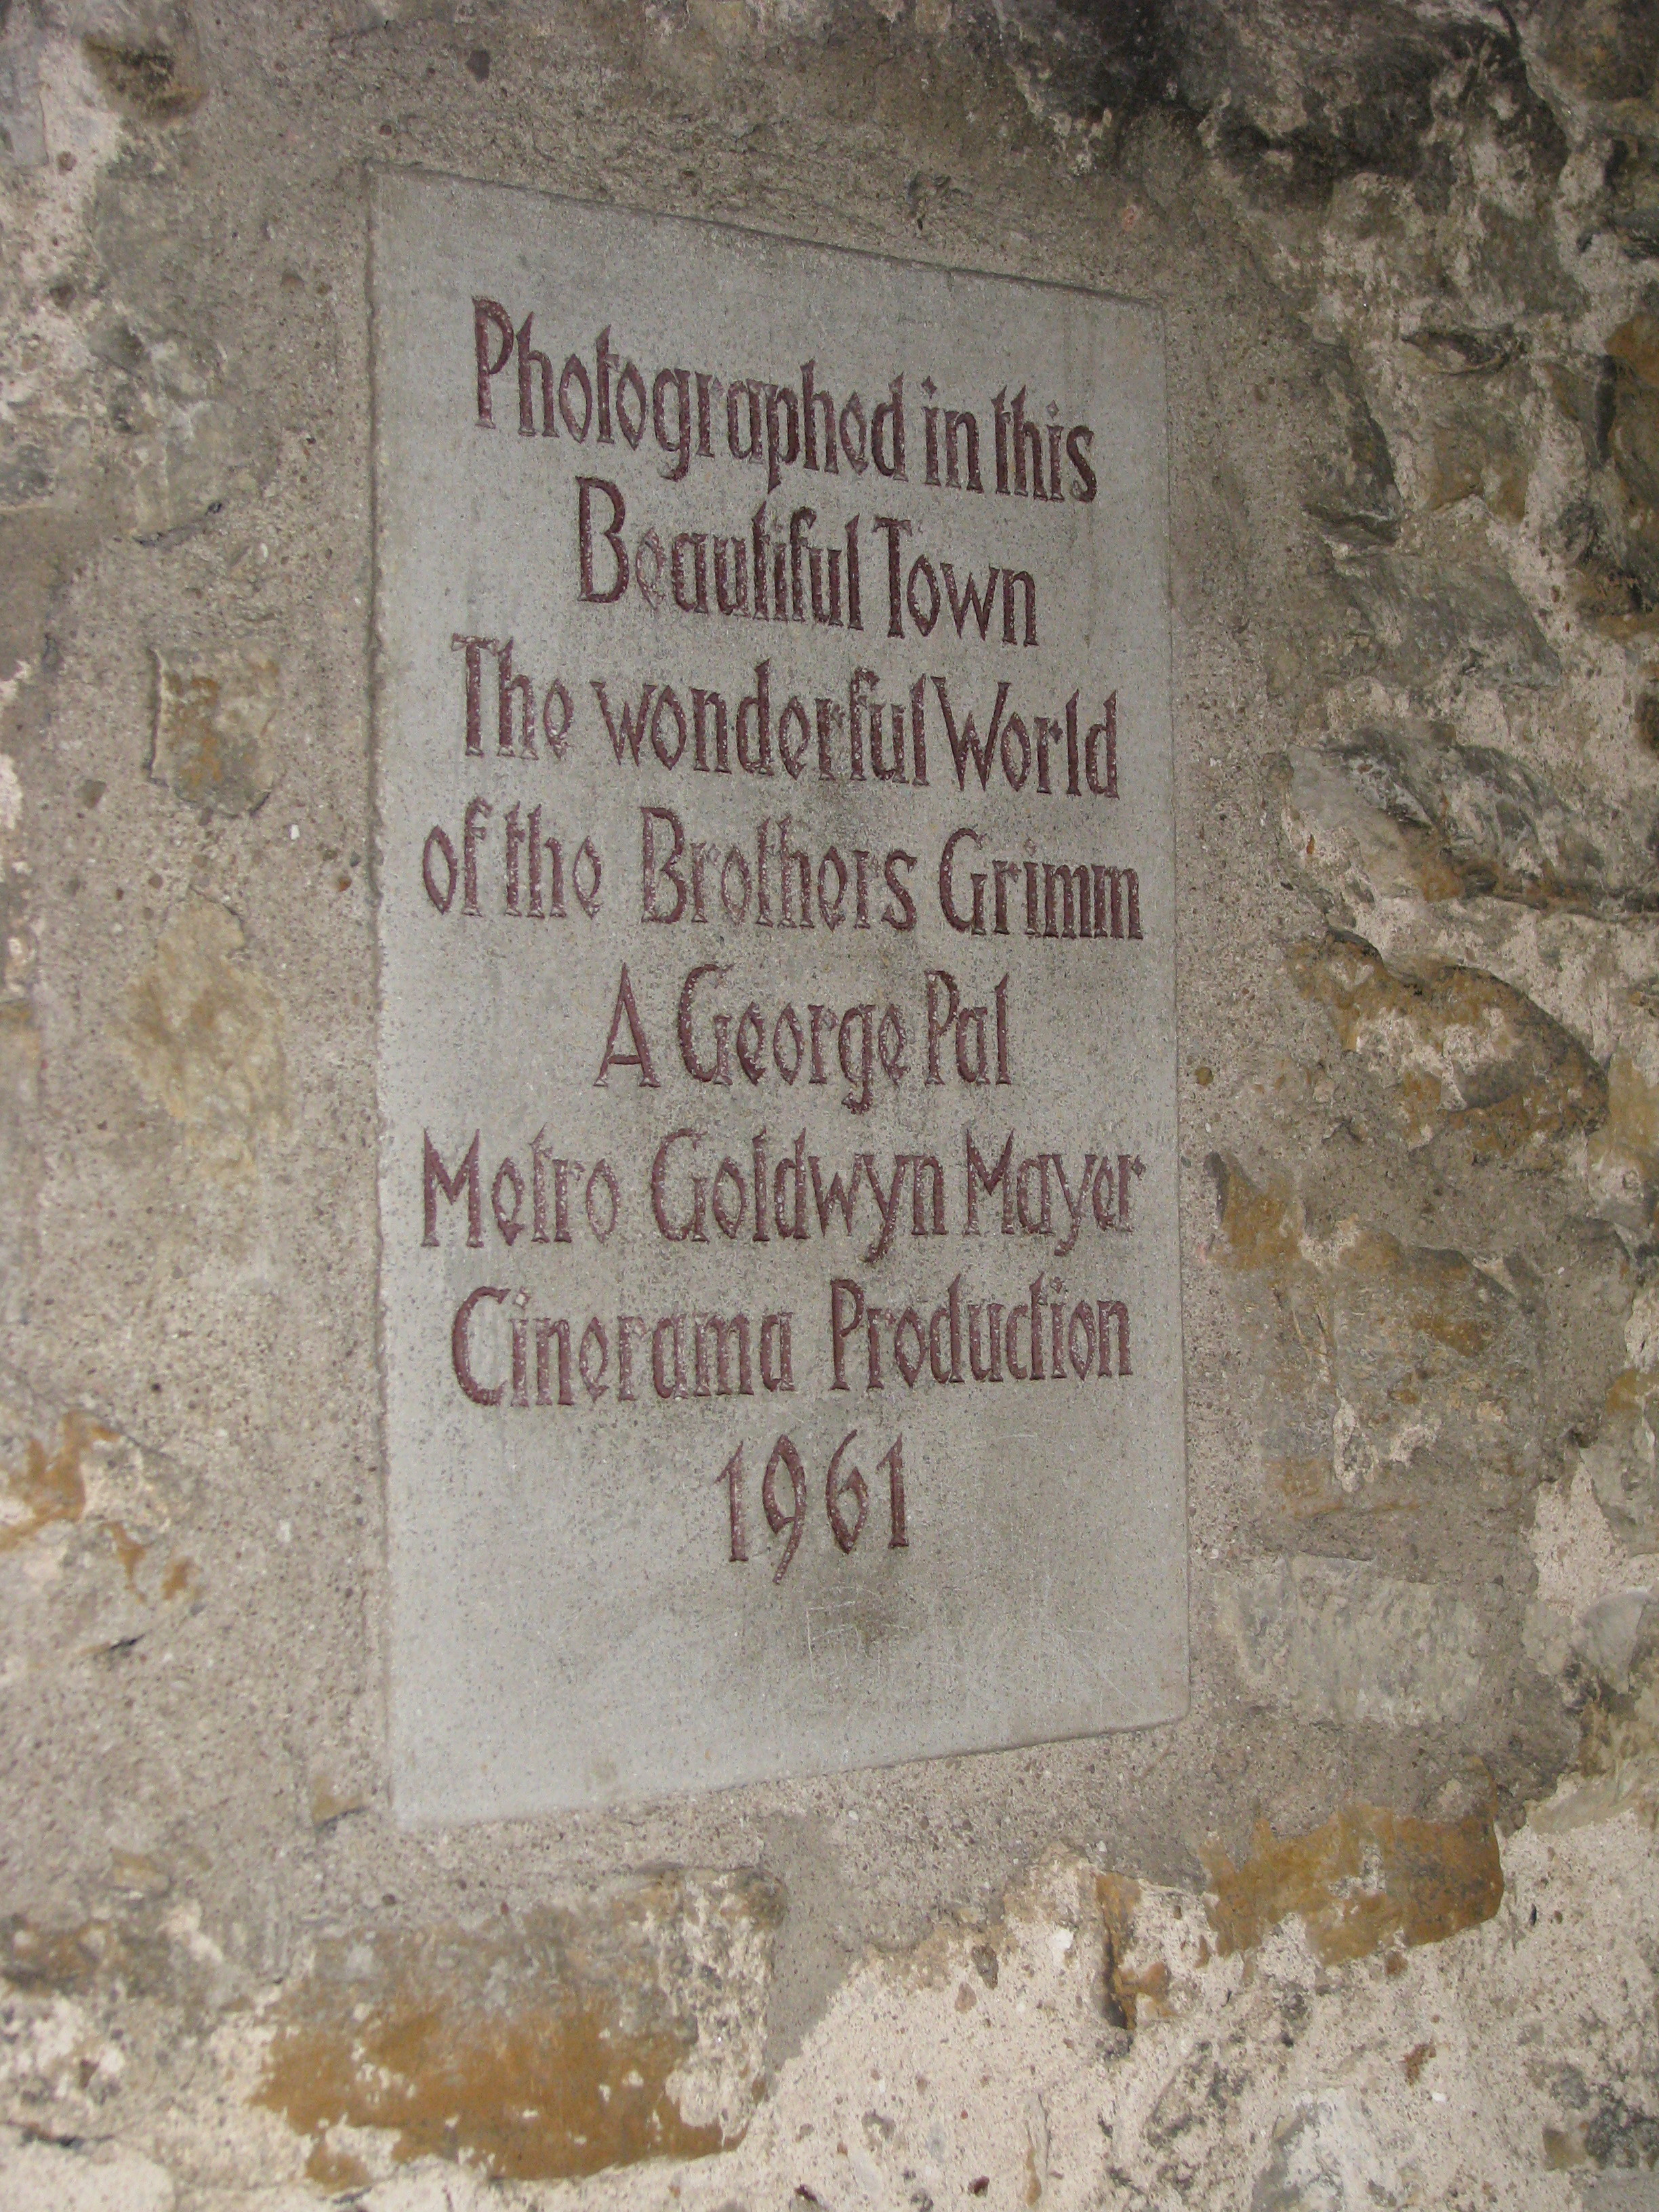 Photographed in this
Beautiful Town
The wonderful World
of the Brothers Grimm
A George Pal
Metro Goldwyn Mayer
Cinerama Production
1961